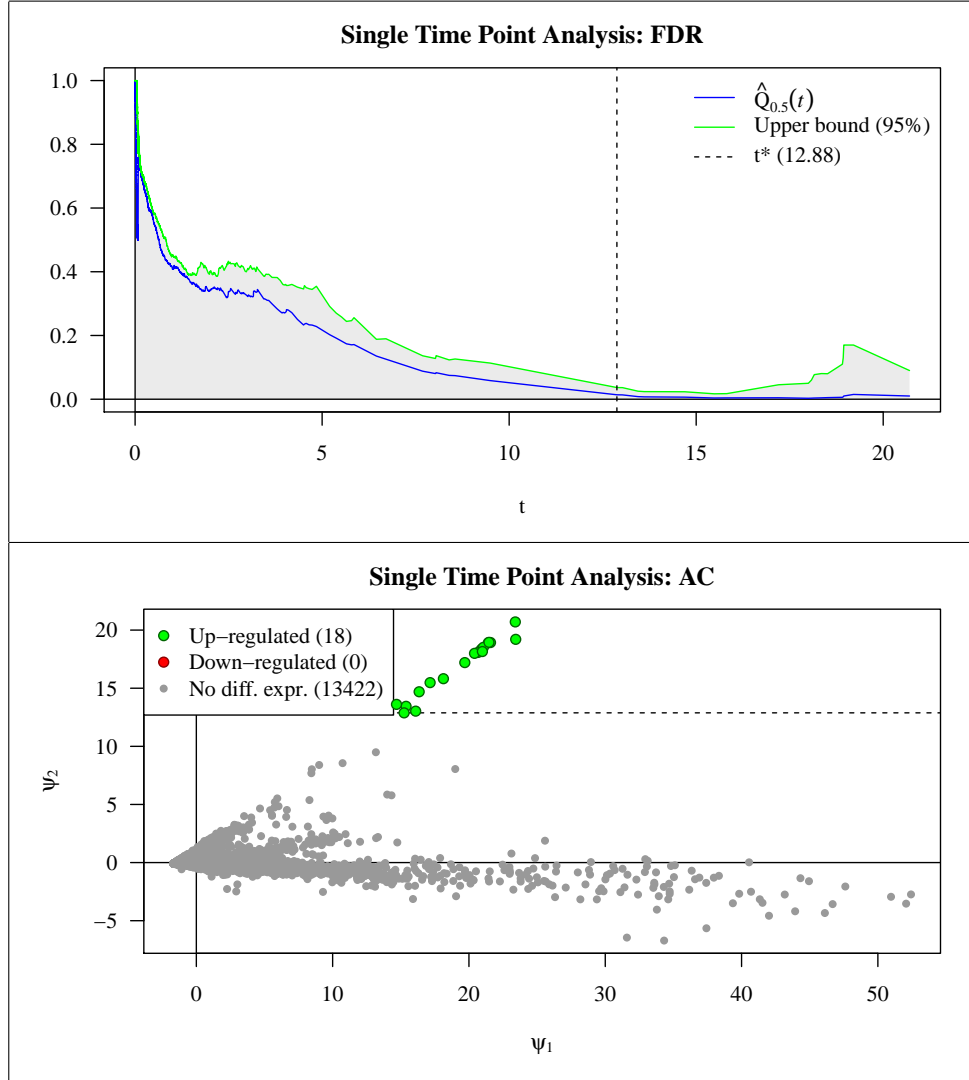 Single Time Point Analysis: FDR
1.0
0.8
0.6
0.4
0.2
0.0
Q̂0.5(t)
Upper bound (95%)
t* (12.88)
0 5 10 15 20
t
Single Time Point Analysis: AC
20
15
10
5
0
−5
ψ2
Up−regulated (18)
Down−regulated (0)
No diff. expr. (13422)
0 10 20 30 40 50
ψ1